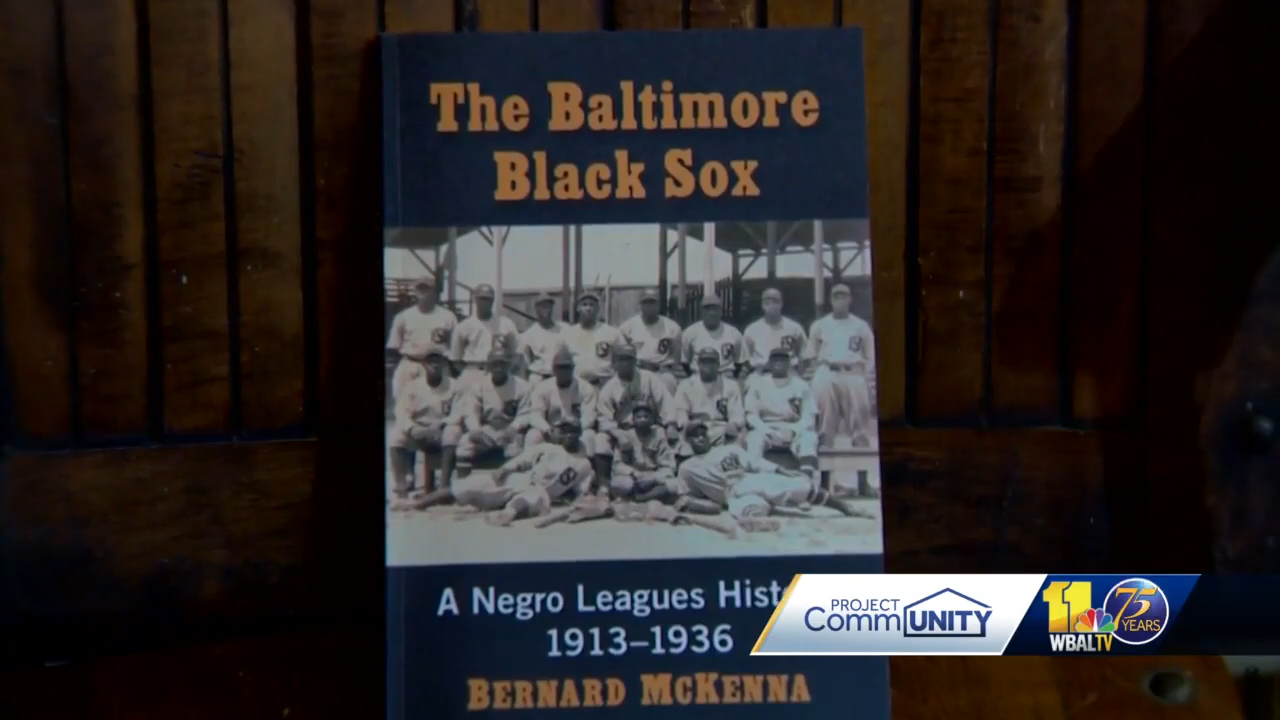 The Baltimore
Black Sox
A Negro Leagues Hist
1913–1936
BERNARD MCKENNA
PROJECT
CommUNITY
11
WBALTV
75
YEARS